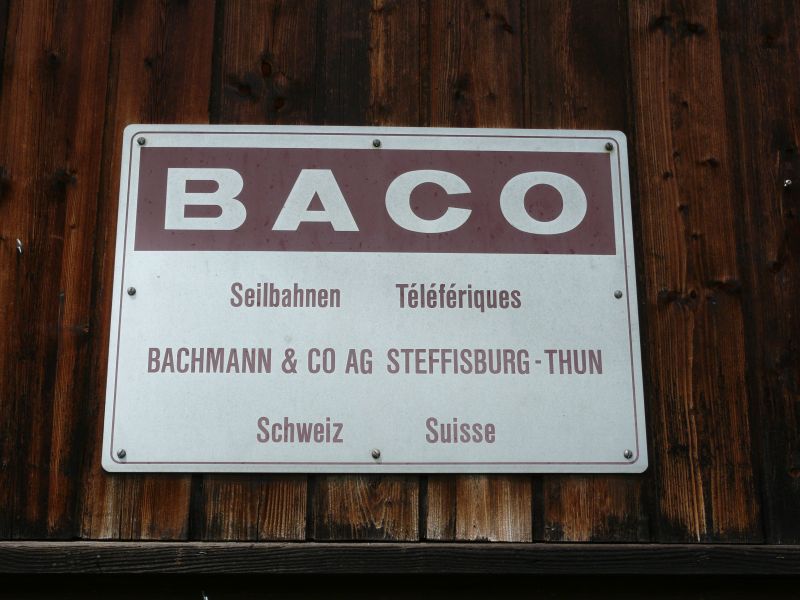 BACO
Seilbahnen Téléfériques
BACHMANN & CO AG STEFFISBURG-THUN
Schweiz Suisse